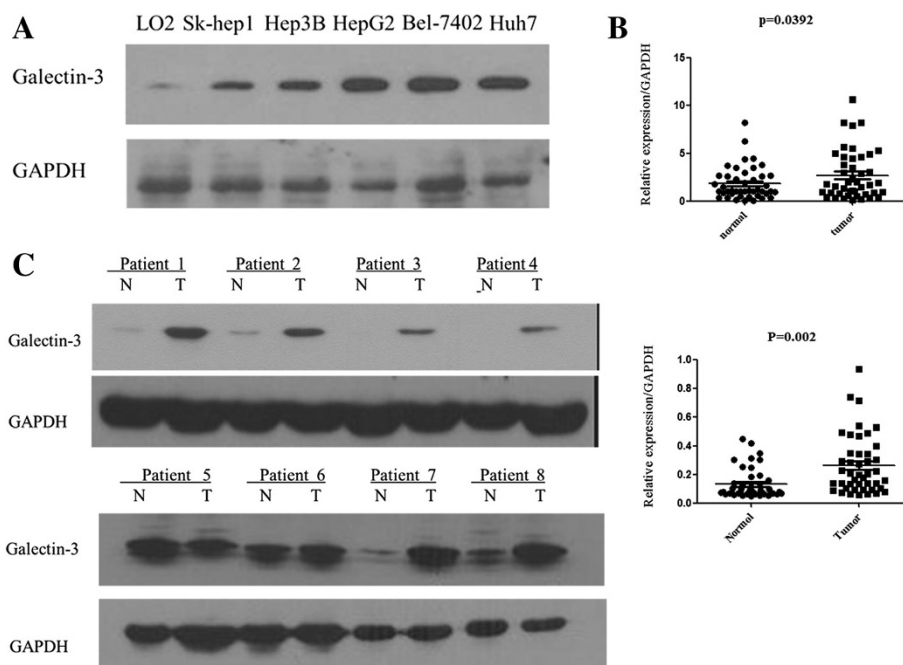 A
LO2 Sk-hep1 Hep3B HepG2 Bel-7402 Huh7
Galectin-3
GAPDH
B
p=0.0392
Relative expression/GAPDH
15
10
5
0
normal
tumor
C
Patient 1 Patient 2 Patient 3 Patient 4
N T N T N T N T
Galectin-3
GAPDH
Patient 5 Patient 6 Patient 7 Patient 8
N T N T N T N T
Galectin-3
GAPDH
P=0.002
Relative expression/GAPDH
1.0
0.8
0.6
0.4
0.2
0.0
Normol
Tumor